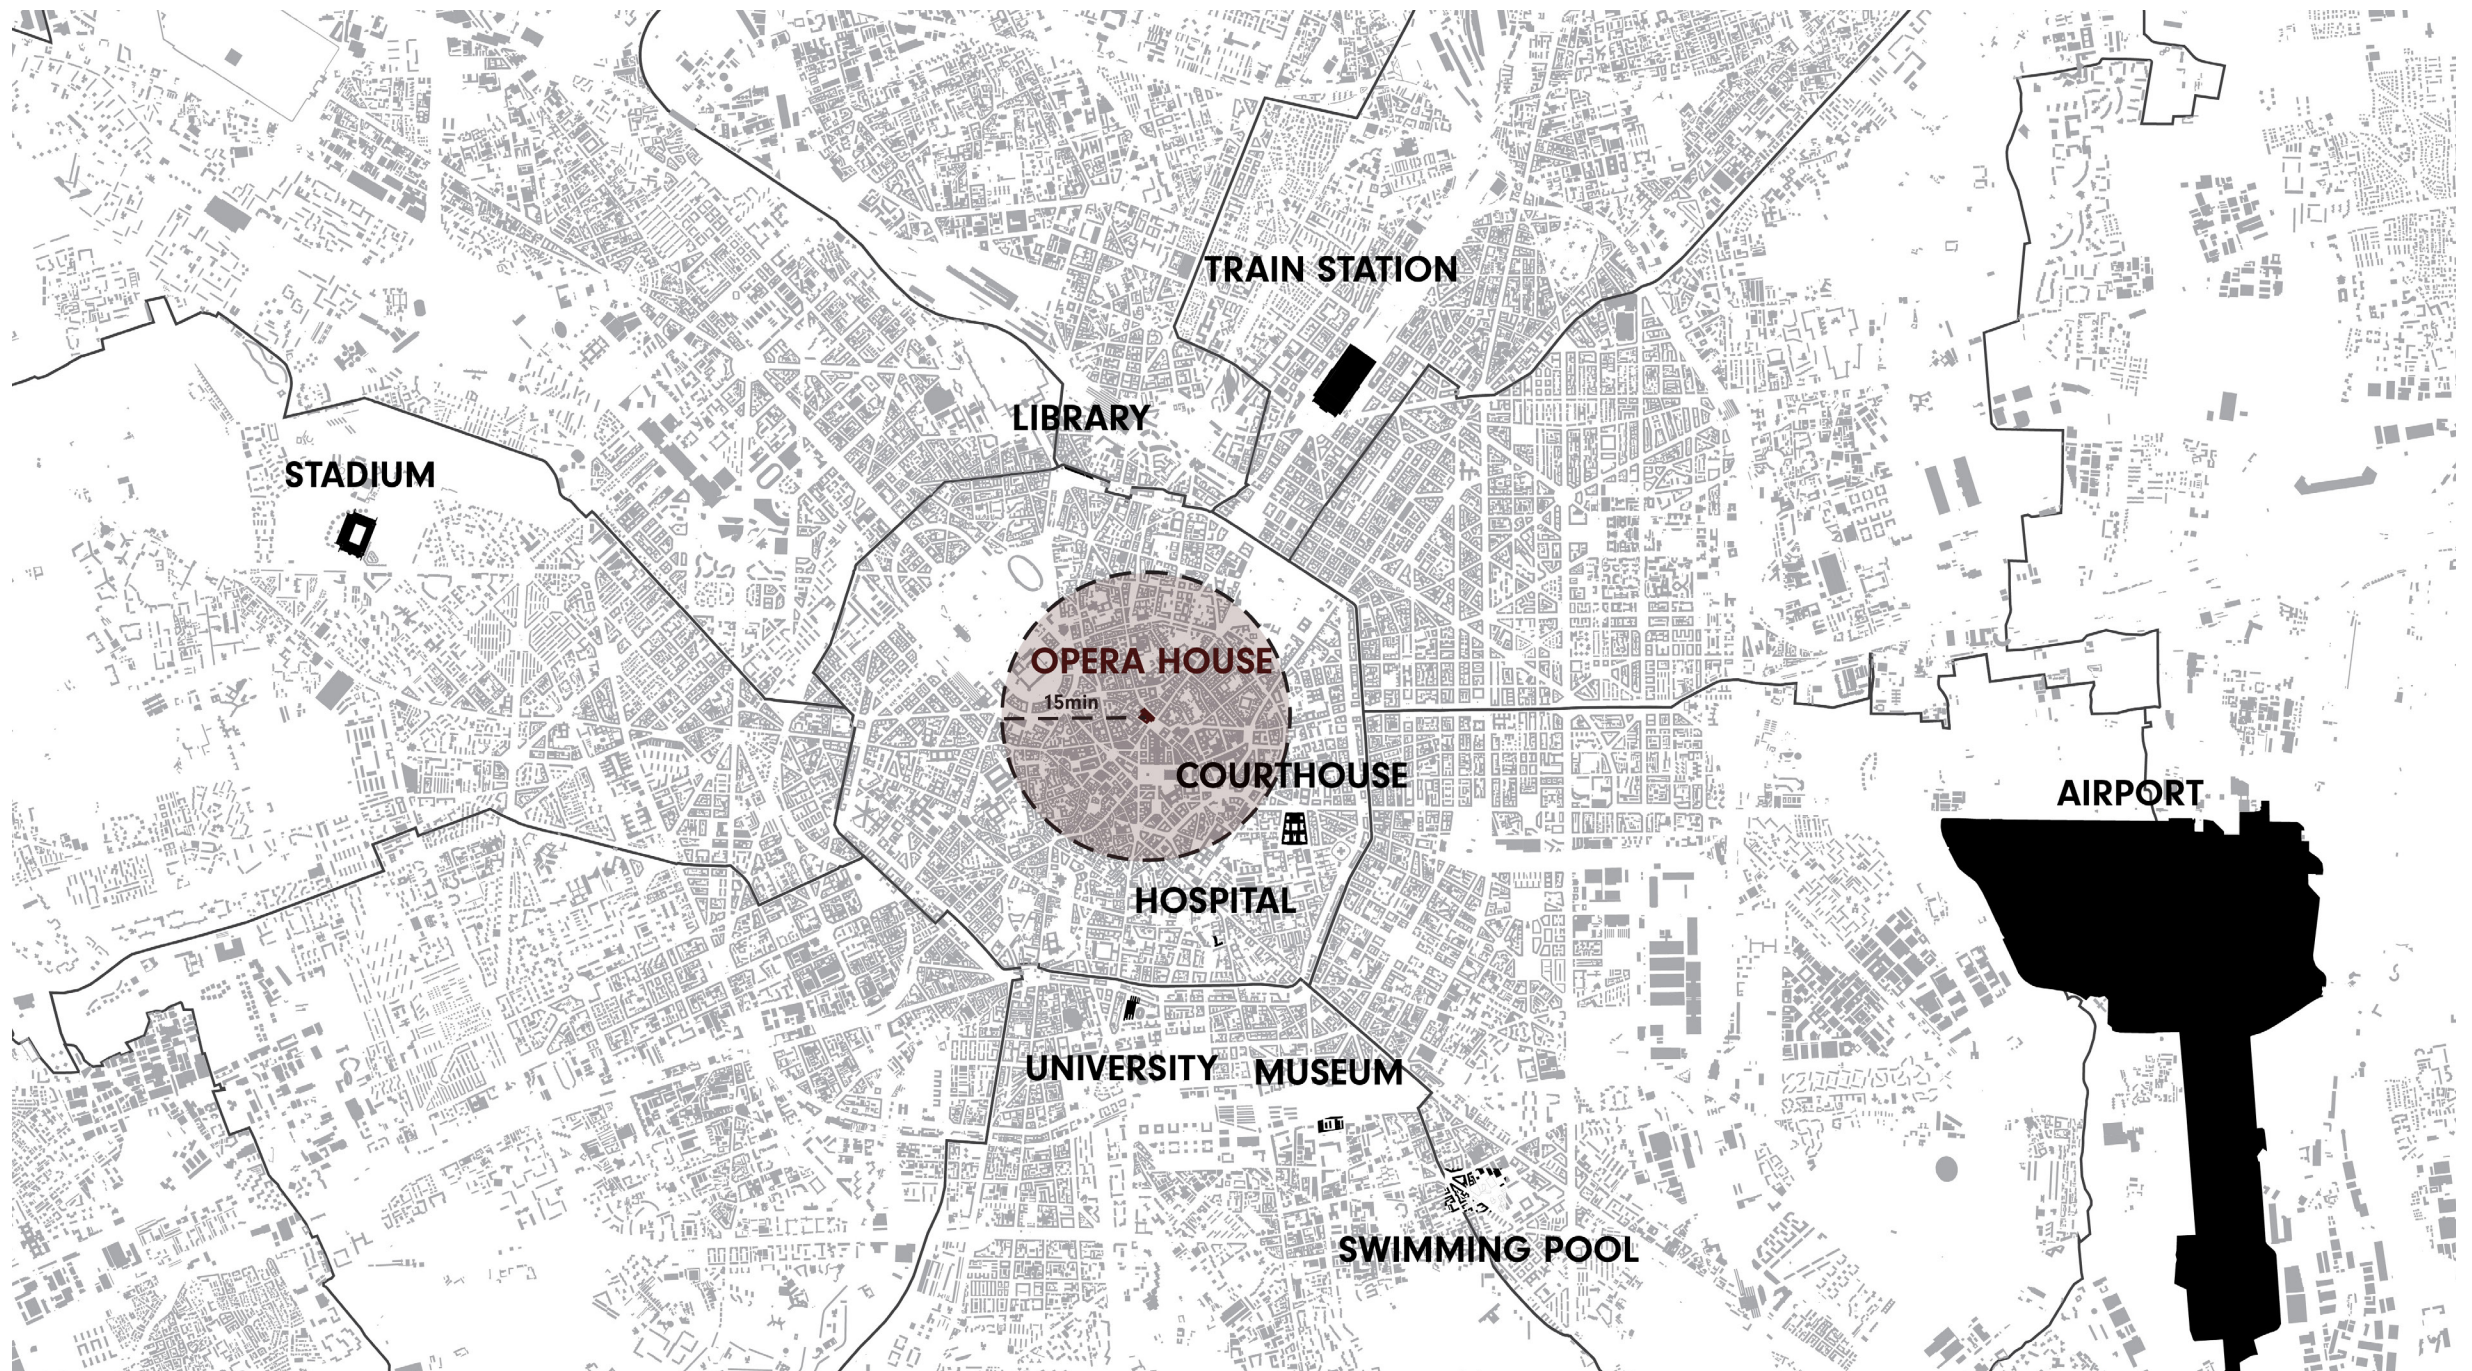 TRAIN STATION
LIBRARY
STADIUM
OPERA HOUSE
15min
COURTHOUSE
AIRPORT
HOSPITAL
UNIVERSITY
MUSEUM
SWIMMING POOL